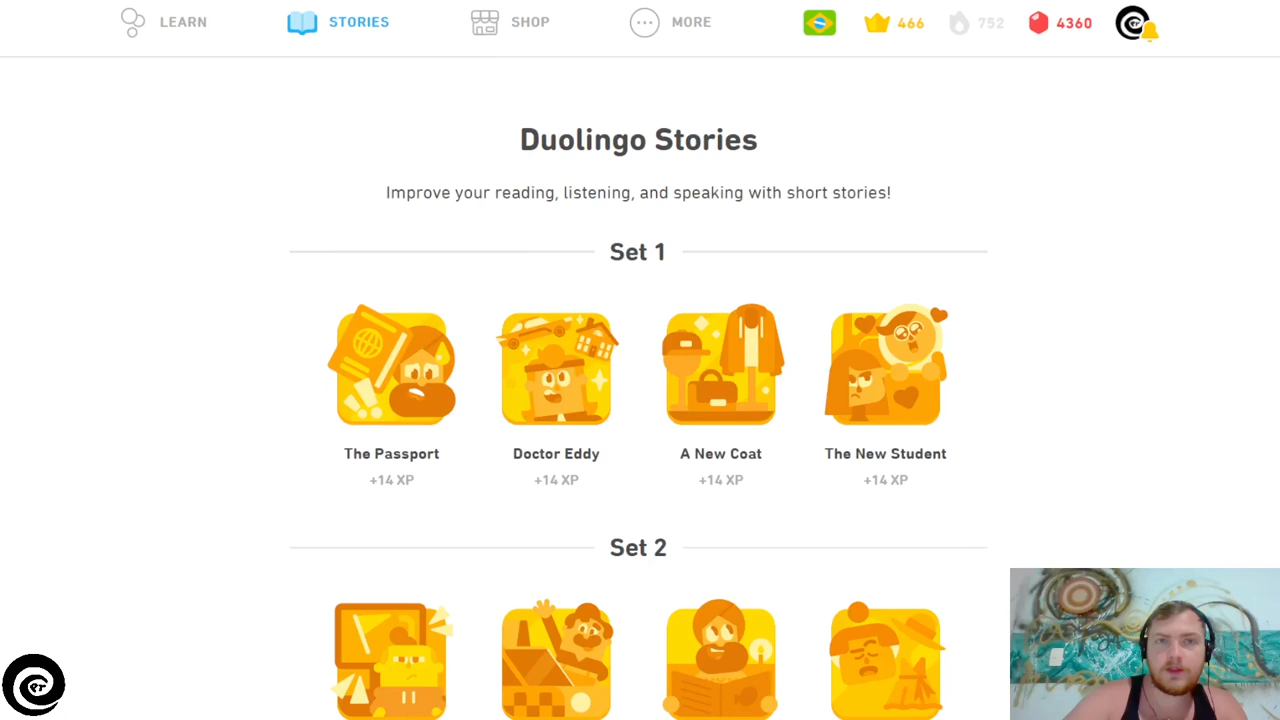 LEARN STORIES SHOP MORE 466 752 4360
Duolingo Stories
Improve your reading, listening, and speaking with short stories!
Set 1
The Passport Doctor Eddy A New Coat The New Student
+14 XP +14 XP +14 XP +14 XP
Set 2